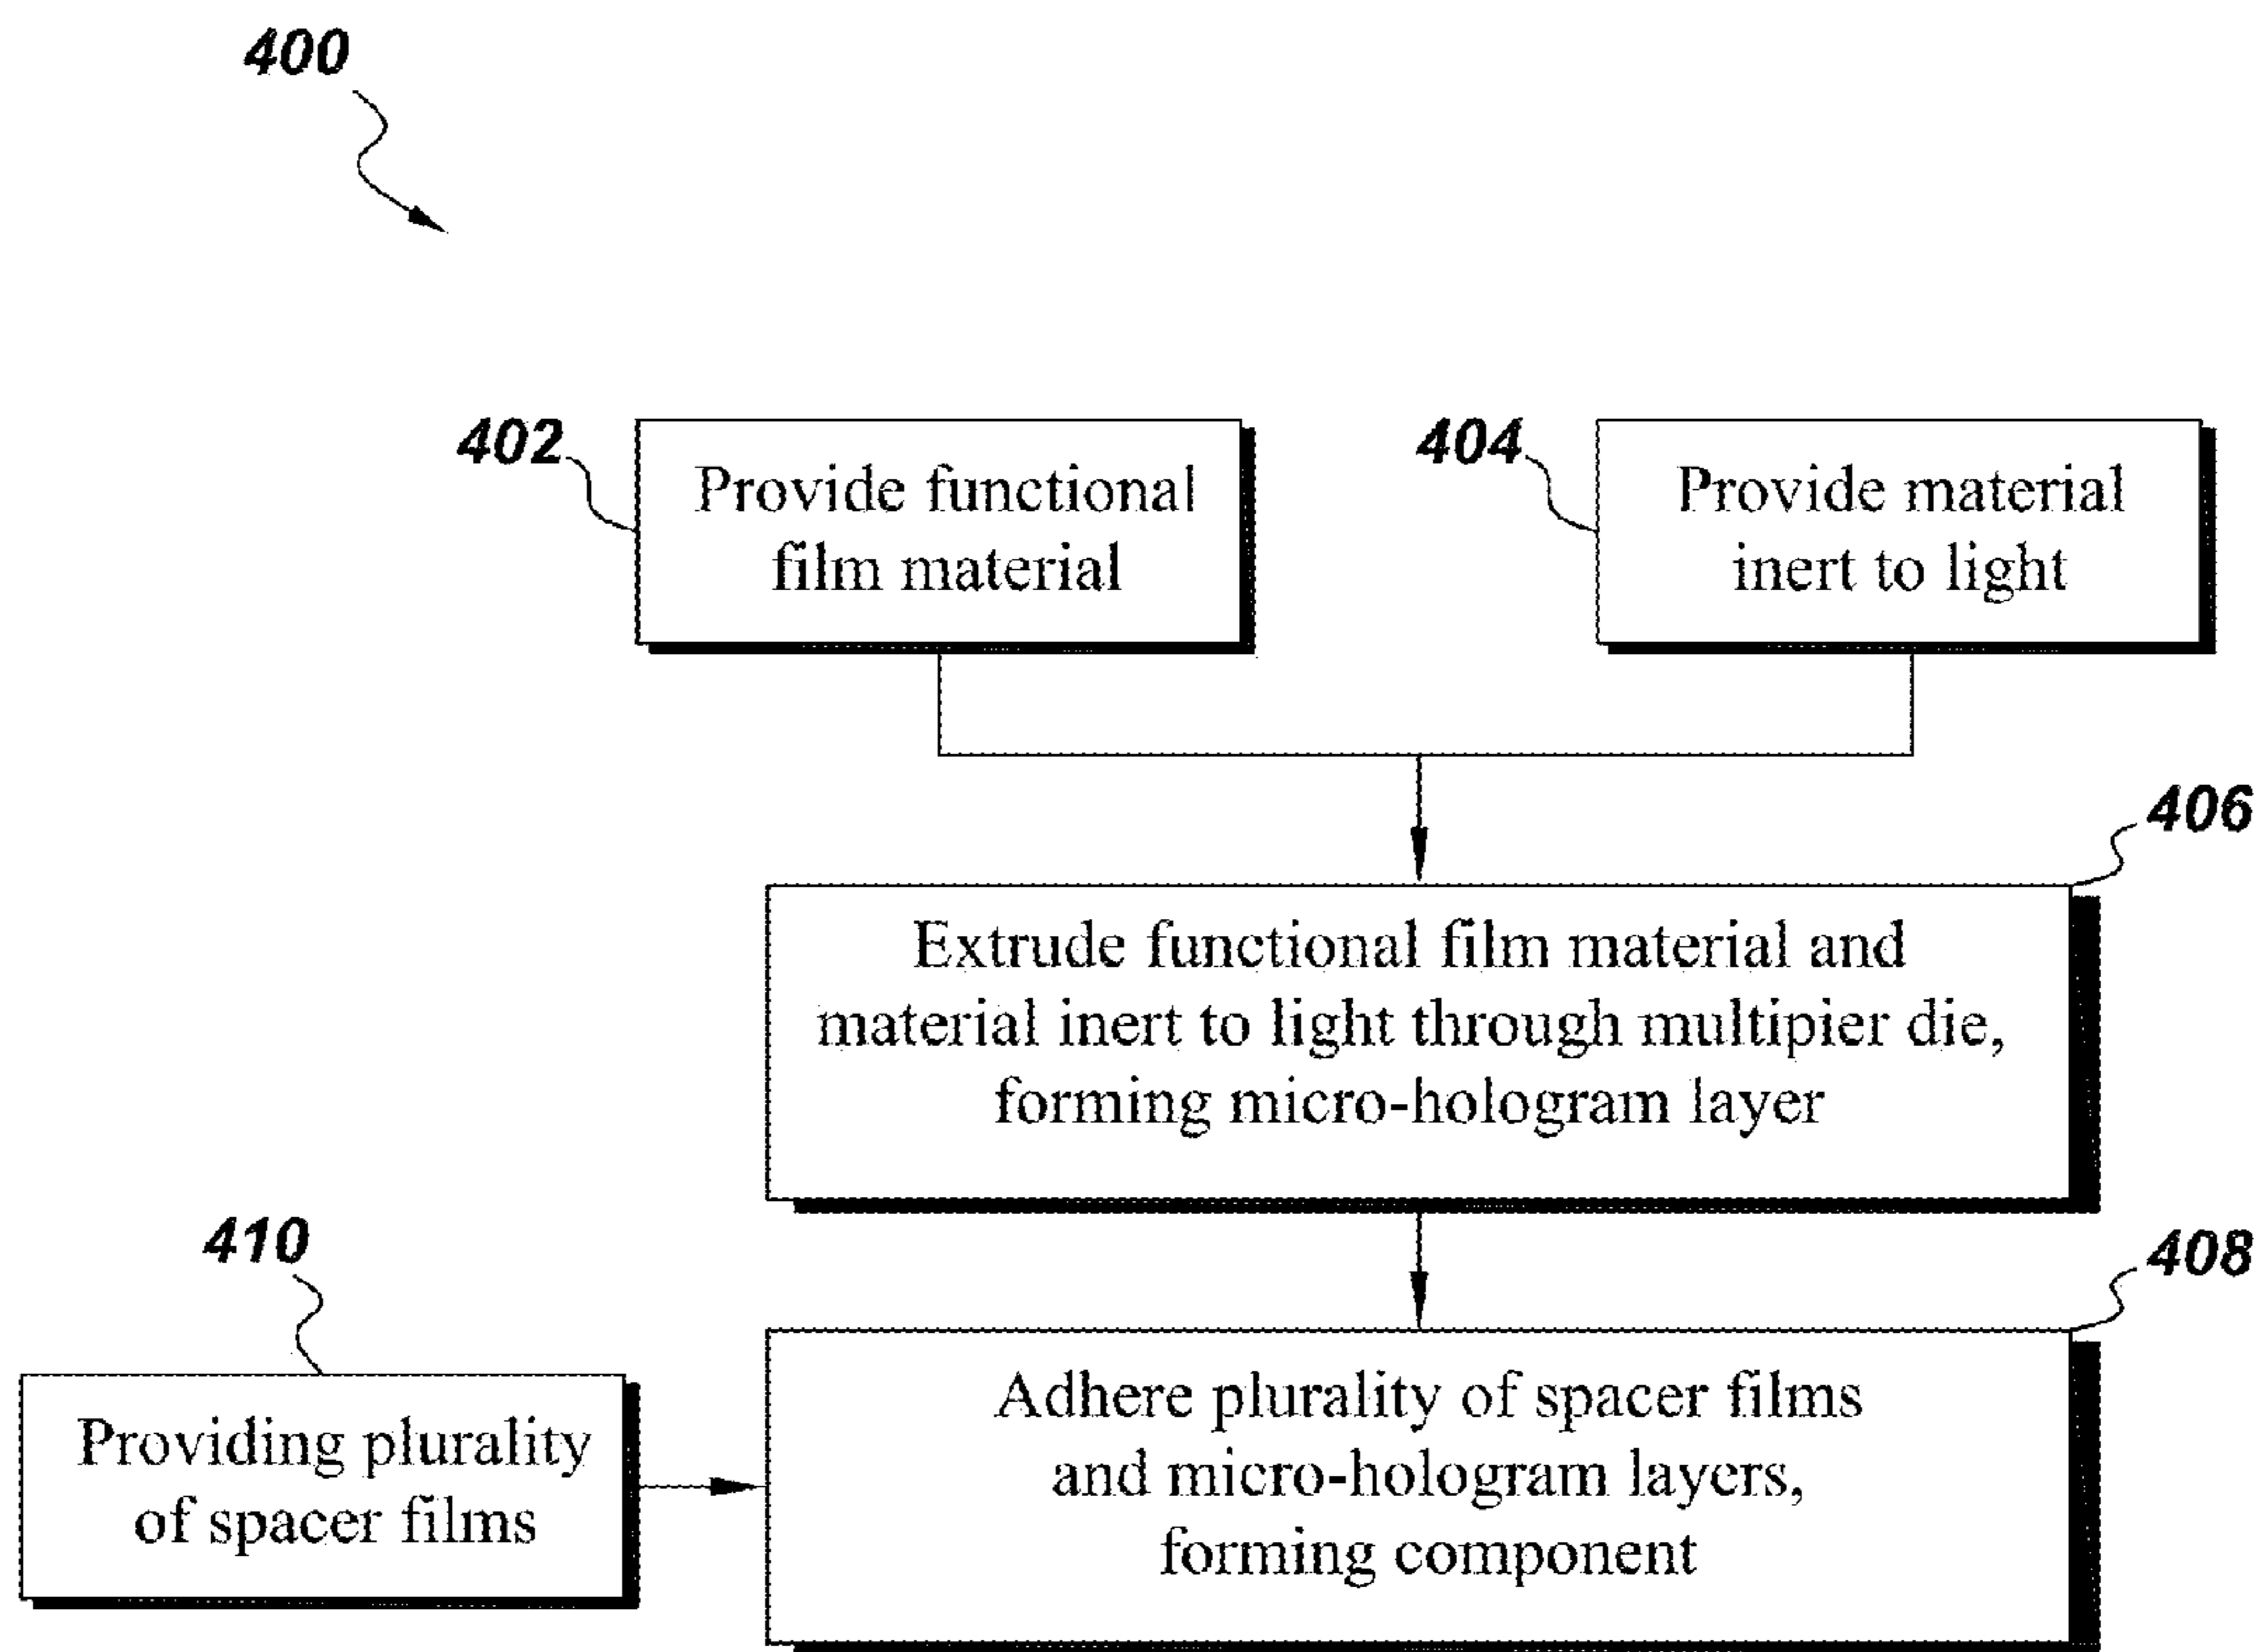 400
402
Provide functional
film material
404
Provide material
inert to light
406
Extrude functional film material and
material inert to light through multipier die,
forming micro-hologram layer
410
Providing plurality
of spacer films
408
Adhere plurality of spacer films
and micro-hologram layers,
forming component